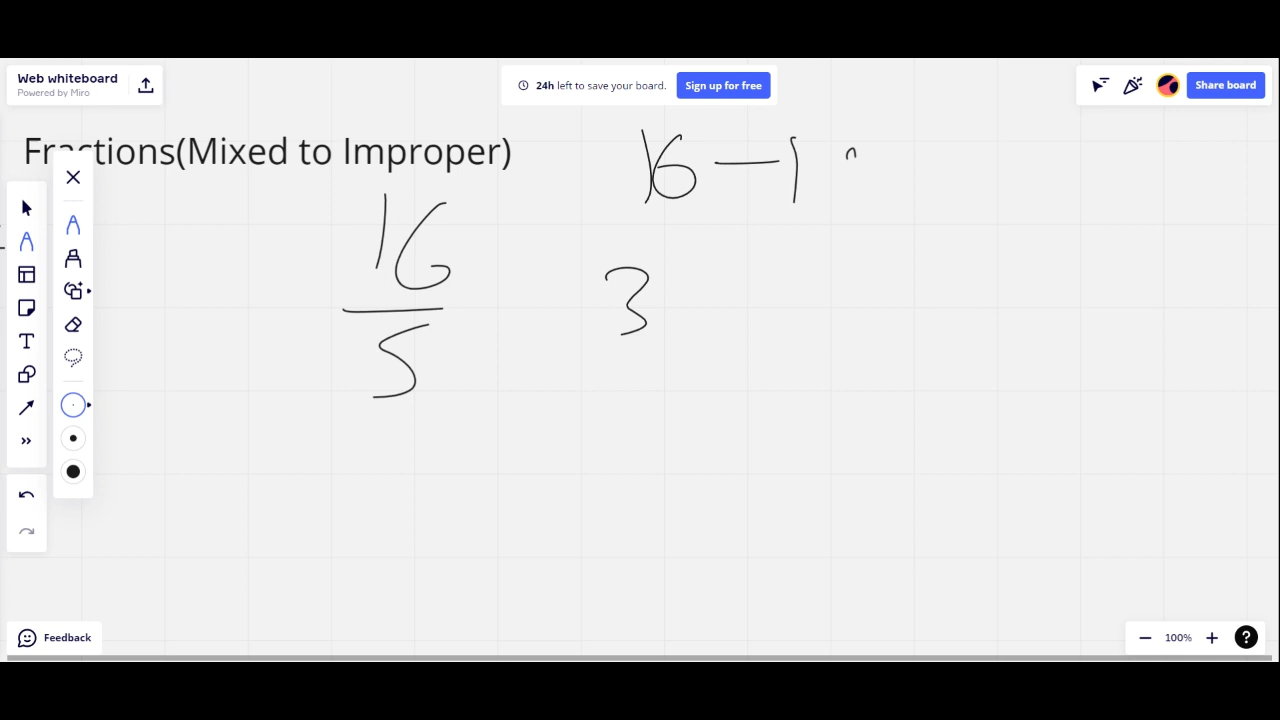 Web whiteboard
Powered by Miro
24h left to save your board.
Sign up for free
Share board
Fractions(Mixed to Improper)
16 — 1
16
5
3
T
Feedback
— 100% + ?